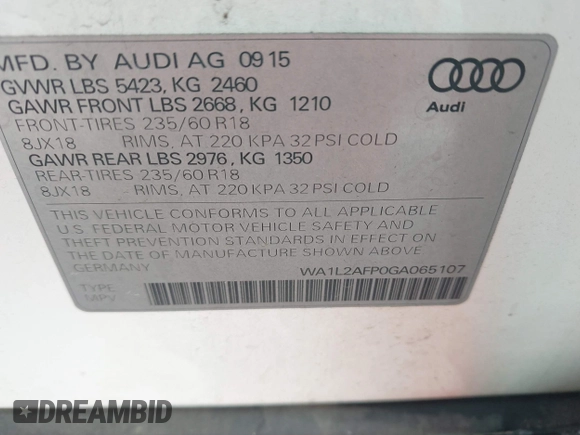 MFD. BY AUDI AG 09 15
GVWR LBS 5423, KG 2460
GAWR FRONT LBS 2668, KG 1210
FRONT-TIRES 235/60 R18
8JX18 RIMS, AT 220 KPA 32 PSI COLD
GAWR REAR LBS 2976, KG 1350
REAR-TIRES 235/60 R18
8JX18 RIMS, AT 220 KPA 32 PSI COLD
THIS VEHICLE CONFORMS TO ALL APPLICABLE
U.S. FEDERAL MOTOR VEHICLE SAFETY AND
THEFT PREVENTION STANDARDS IN EFFECT ON
THE DATE OF MANUFACTURE SHOWN ABOVE.
GERMANY WA1L2AFP0GA065107
TYPE:
MPV
Audi
DREAMBID